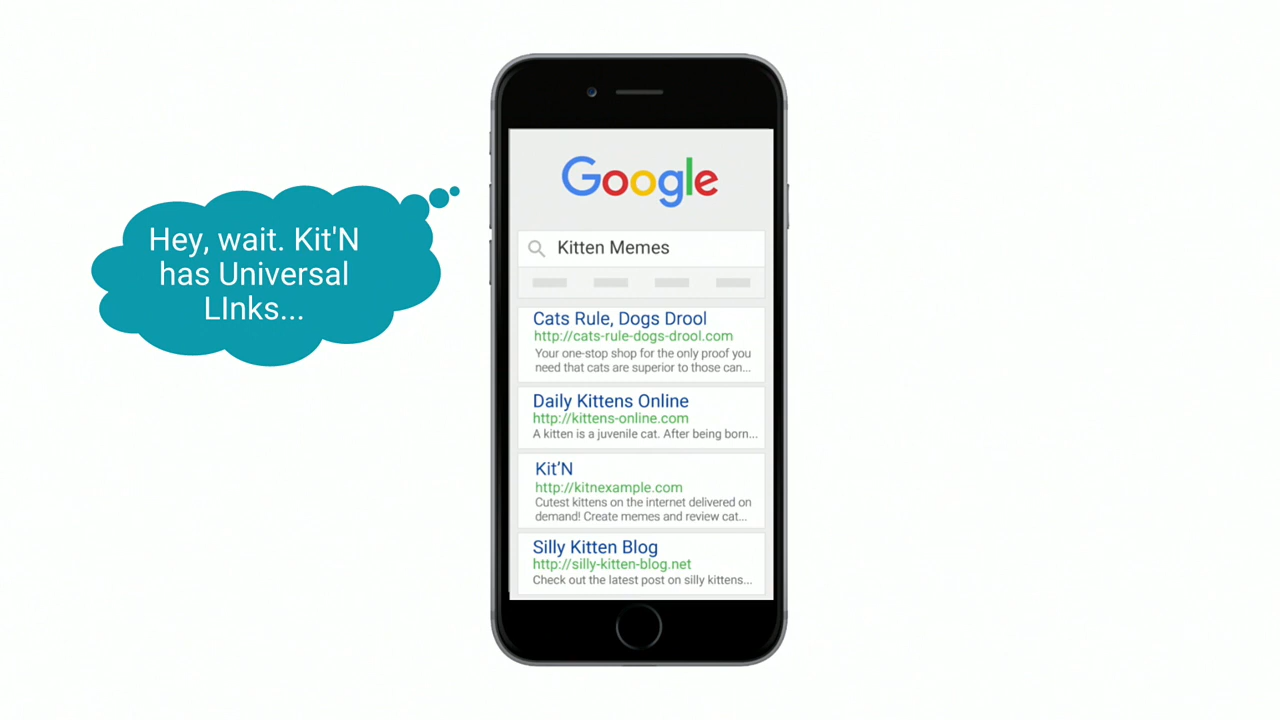 Hey, wait. Kit'N
has Universal
LInks...
Google
Kitten Memes
Cats Rule, Dogs Drool
http://cats-rule-dogs-drool.com
Your one-stop shop for the only proof you
need that cats are superior to those can...
Daily Kittens Online
http://kittens-online.com
A kitten is a juvenile cat. After being born...
Kit’N
http://kitnexample.com
Cutest kittens on the internet delivered on
demand! Create memes and review cat...
Silly Kitten Blog
http://silly-kitten-blog.net
Check out the latest post on silly kittens...